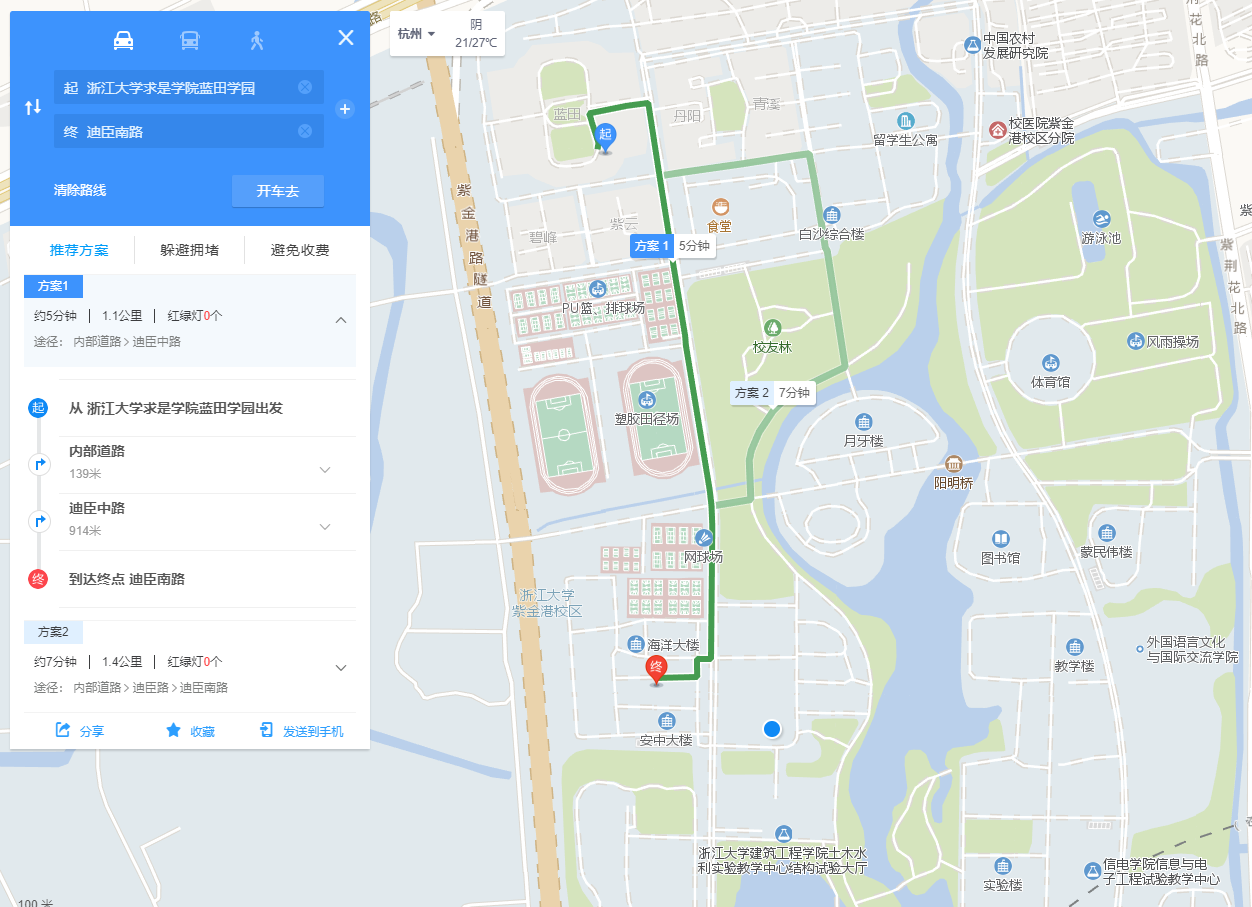 起 浙江大学求是学院蓝田学园
终 迪臣南路
清除路线
开车去
推荐方案
躲避拥堵
避免收费
方案1
约5分钟 | 1.1公里 | 红绿灯0个
途径： 内部道路 > 迪臣中路
起 从 浙江大学求是学院蓝田学园出发
内部道路
139米
迪臣中路
914米
终 到达终点 迪臣南路
方案2
约7分钟 | 1.4公里 | 红绿灯0个
途径： 内部道路 > 迪臣路 > 迪臣南路
分享
收藏
发送到手机
路
杭州
阴
21/27℃
中国农村
发展研究院
荆花北路
蓝田
起
丹阳
青溪
留学生公寓
校医院紫金
港校区分院
紫金港路隧道
碧峰
紫云
食堂
白沙综合楼
游泳池
紫
紫荆花北路
方案 1 5分钟
PU篮、排球场
校友林
风雨操场
体育馆
方案 2 7分钟
塑胶田径场
月牙楼
阳明桥
网球场
图书馆
蒙民伟楼
浙江大学
紫金港校区
海洋大楼
终
教学楼
外国语言文化
与国际交流学院
安中大楼
浙江大学建筑工程学院土木水
利实验教学中心结构试验大厅
实验楼
信电学院信息与电
子工程试验教学中心
100 米